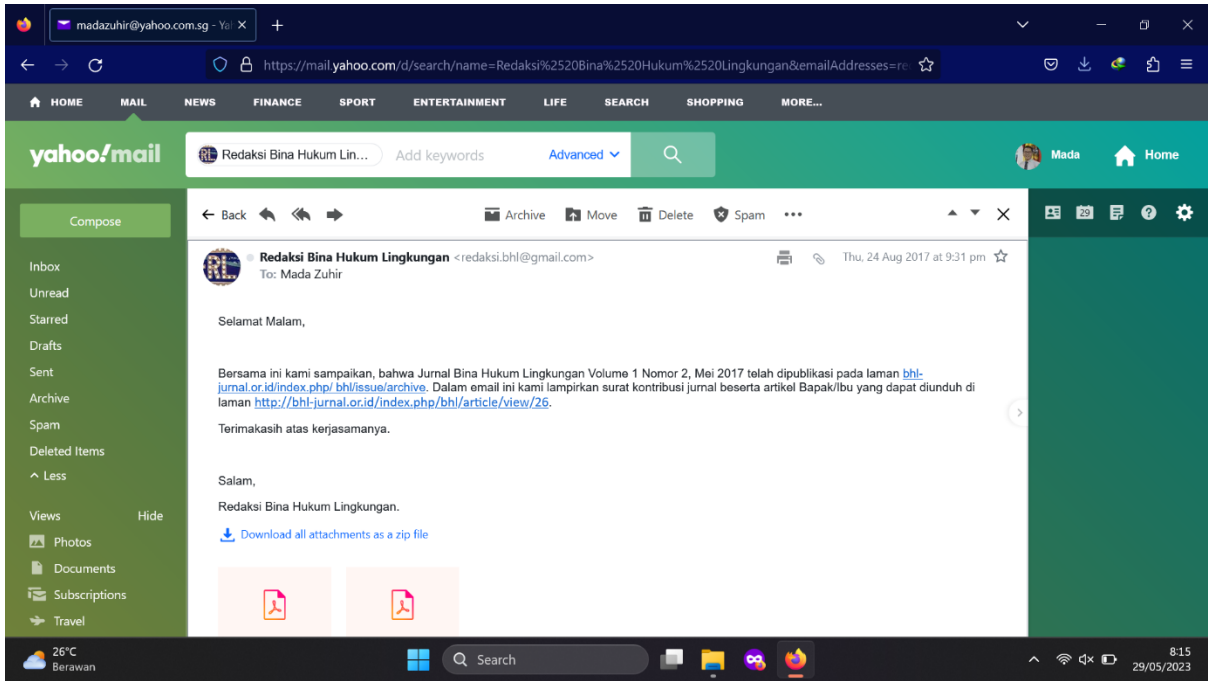 madazuhir@yahoo.com.sg - Yal
https://mail.yahoo.com/d/search/name=Redaksi%2520Bina%2520Hukum%2520Lingkungan&emailAddresses=re
HOME MAIL NEWS FINANCE SPORT ENTERTAINMENT LIFE SEARCH SHOPPING MORE...
yahoo!mail
RL Redaksi Bina Hukum Lin... Add keywords Advanced
Mada Home
Compose
Back Archive Move Delete Spam
29
Inbox
Unread
Starred
Drafts
Sent
Archive
Spam
Deleted Items
Less
Views Hide
Photos
Documents
Subscriptions
Travel
RL
Redaksi Bina Hukum Lingkungan <redaksi.bhl@gmail.com> Thu, 24 Aug 2017 at 9:31 pm
To: Mada Zuhir
Selamat Malam,
Bersama ini kami sampaikan, bahwa Jurnal Bina Hukum Lingkungan Volume 1 Nomor 2, Mei 2017 telah dipublikasi pada laman bhl-
jurnal.or.id/index.php/ bhl/issue/archive. Dalam email ini kami lampirkan surat kontribusi jurnal beserta artikel Bapak/Ibu yang dapat diunduh di
laman http://bhl-jurnal.or.id/index.php/bhl/article/view/26.
Terimakasih atas kerjasamanya.
Salam,
Redaksi Bina Hukum Lingkungan.
Download all attachments as a zip file
26°C
Berawan
Search
8:15
29/05/2023